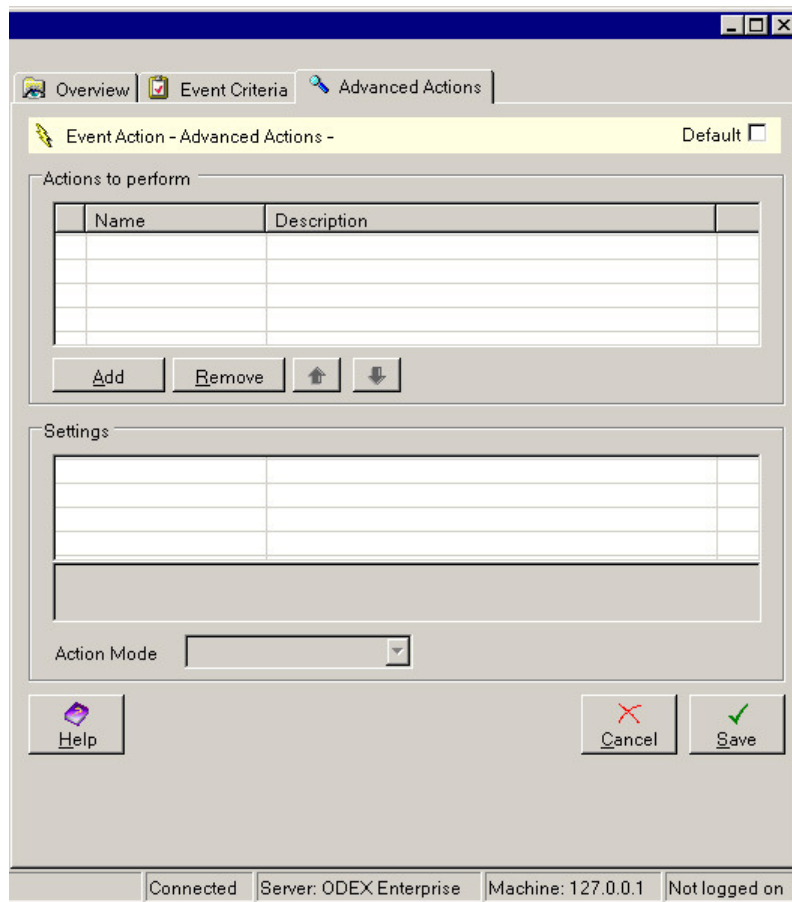 Overview Event Criteria Advanced Actions
Event Action - Advanced Actions - Default
Actions to perform
Name Description
Add Remove
Settings
Action Mode
Help Cancel Save
Connected Server: ODEX Enterprise Machine: 127.0.0.1 Not logged on